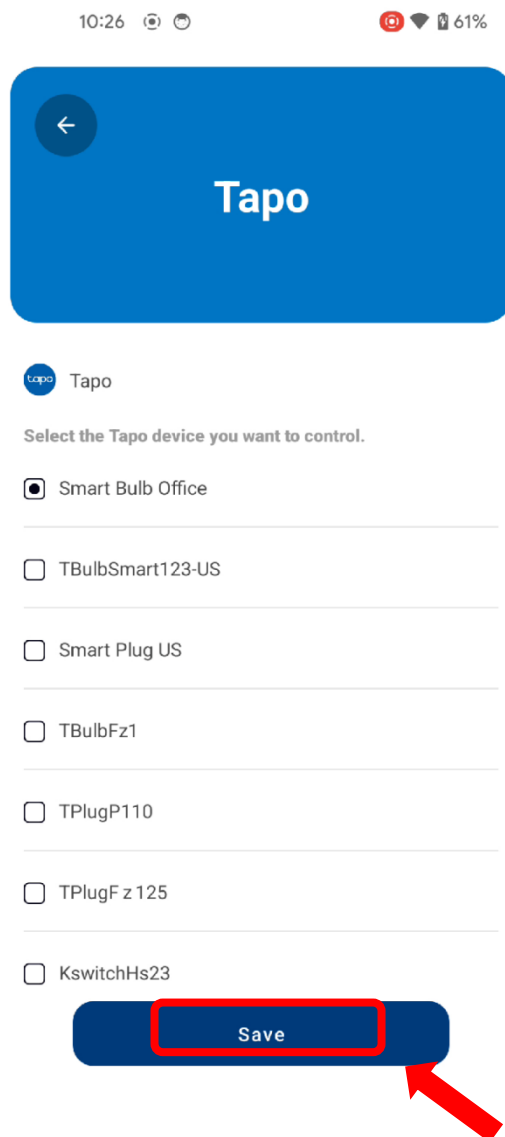 10:26 61%
Tapo
tapo Tapo
Select the Tapo device you want to control.
Smart Bulb Office
TBulbSmart123-US
Smart Plug US
TBulbFz1
TPlugP110
TPlugF z 125
KswitchHs23
Save